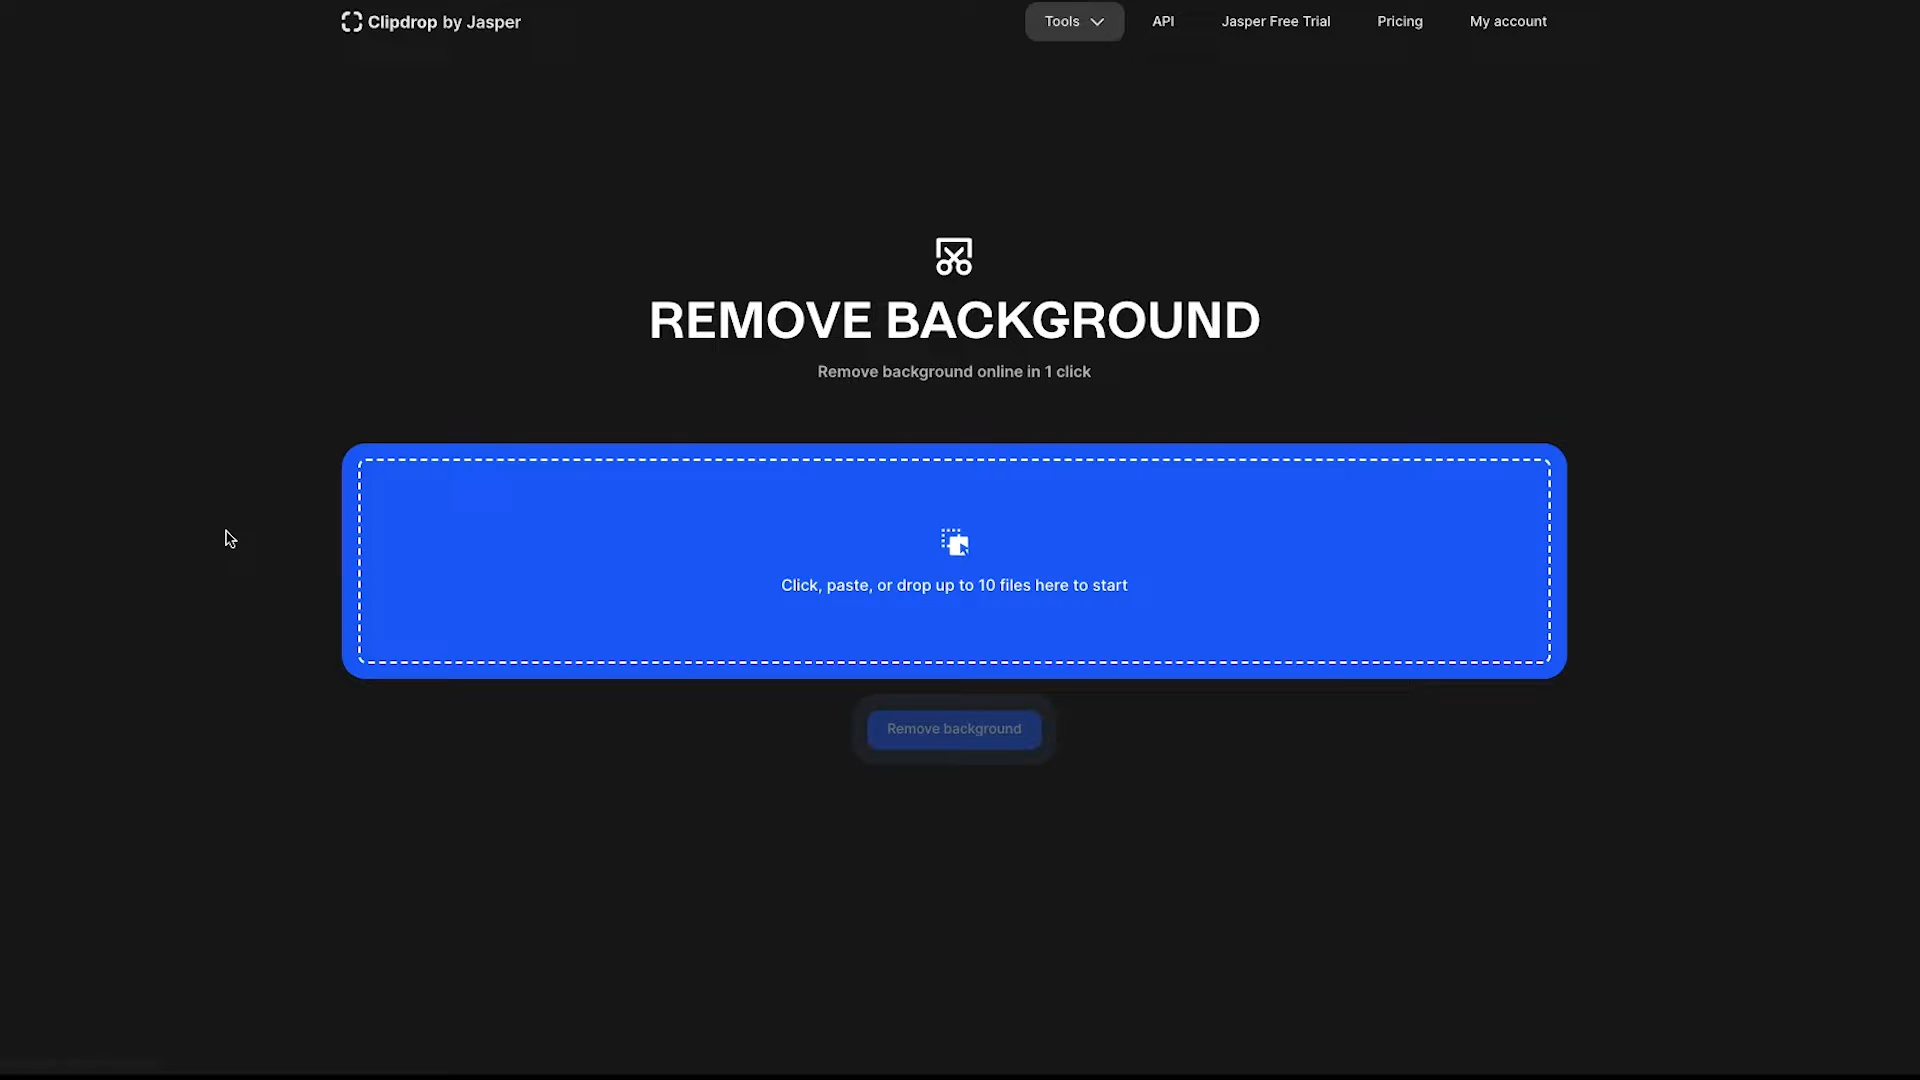 Clipdrop by Jasper
Tools
API
Jasper Free Trial
Pricing
My account
REMOVE BACKGROUND
Remove background online in 1 click
Click, paste, or drop up to 10 files here to start
Remove background